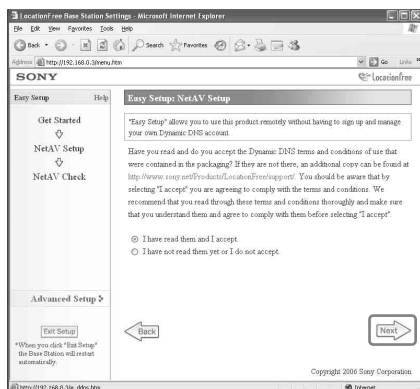 LocationFree Base Station Settings - Microsoft Internet Explorer
File Edit View Favorites Tools Help
Back Search Favorites
Address http://192.168.0.3/menu.htm Go Links
SONY LocationFree
Easy Setup Help
Easy Setup: NetAV Setup
Get Started
NetAV Setup
NetAV Check
"Easy Setup" allows you to use this product remotely without having to sign up and manage
your own Dynamic DNS account.
Have you read and do you accept the Dynamic DNS terms and conditions of use that
were contained in the packaging? If they are not there, an additional copy can be found at
http://www.sony.net/Products/LocationFree/support/. You should be aware that by
selecting "I accept" you are agreeing to comply with the terms and conditions. We
recommend that you read through these terms and conditions thoroughly and make sure
that you understand them and agree to comply with them before selecting "I accept".
I have read them and I accept.
I have not read them yet or I do not accept.
Advanced Setup
Exit Setup
*When you click "Exit Setup"
the Base Station will restart
automatically.
Back
Next
Copyright 2006 Sony Corporation
http://192.168.0.3/e_ddns.htm Internet